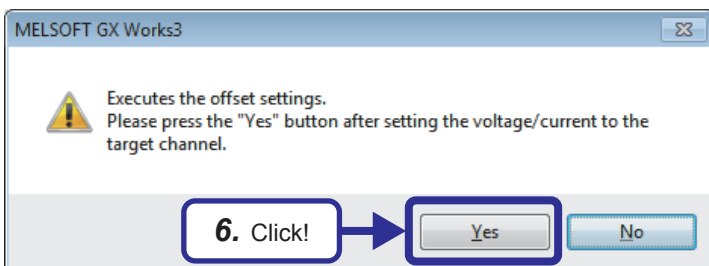 MELSOFT GX Works3
Executes the offset settings.
Please press the "Yes" button after setting the voltage/current to the
target channel.
6. Click!
Yes
No